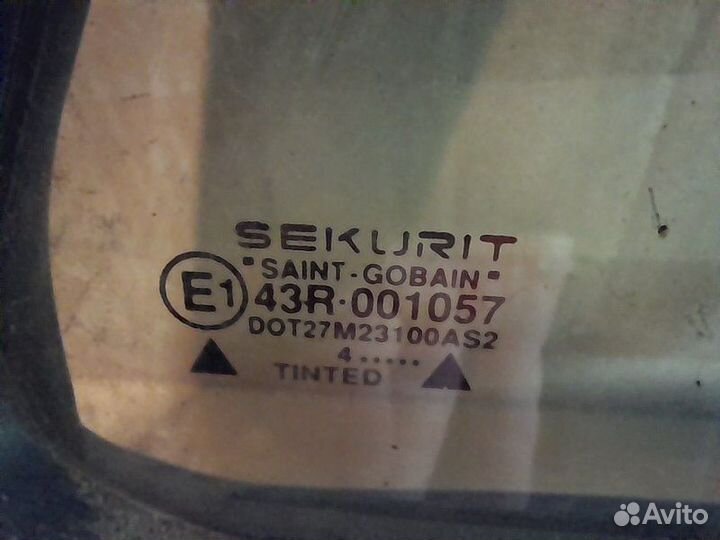 SEKURIT
"SAINT-GOBAIN"
E1 43R-001057
DOT27M23100AS2
4.....
TINTED
Avito